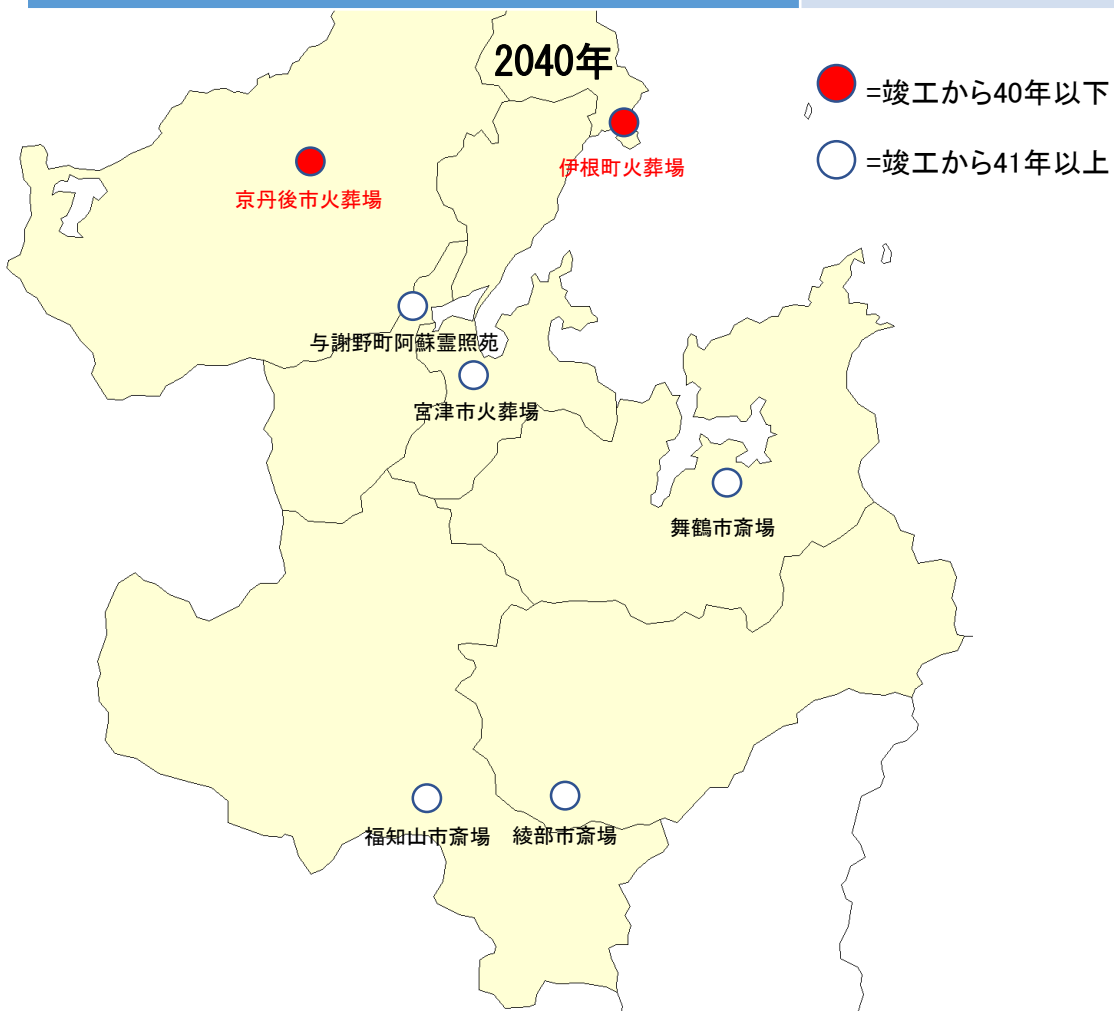 2040年
=竣工から40年以下
=竣工から41年以上
伊根町火葬場
京丹後市火葬場
与謝野町阿蘇霊照苑
宮津市火葬場
舞鶴市斎場
福知山市斎場
綾部市斎場